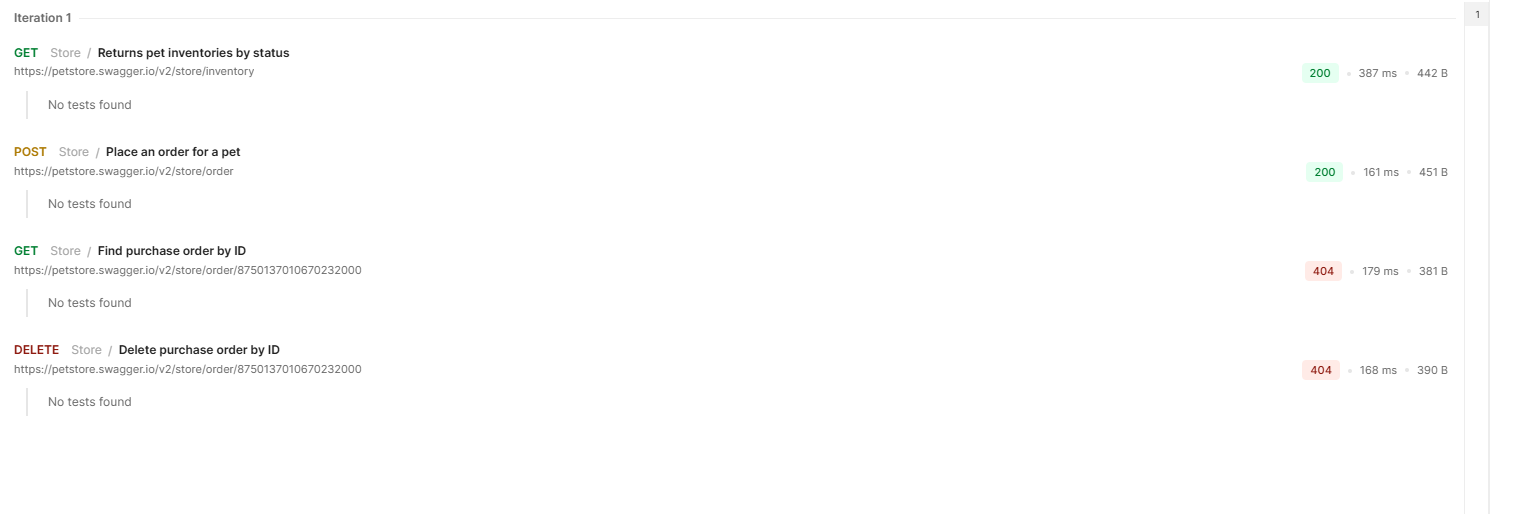 Iteration 1
1
GET Store / Returns pet inventories by status
https://petstore.swagger.io/v2/store/inventory
200 • 387 ms • 442 B
No tests found
POST Store / Place an order for a pet
https://petstore.swagger.io/v2/store/order
200 • 161 ms • 451 B
No tests found
GET Store / Find purchase order by ID
https://petstore.swagger.io/v2/store/order/8750137010670232000
404 • 179 ms • 381 B
No tests found
DELETE Store / Delete purchase order by ID
https://petstore.swagger.io/v2/store/order/8750137010670232000
404 • 168 ms • 390 B
No tests found